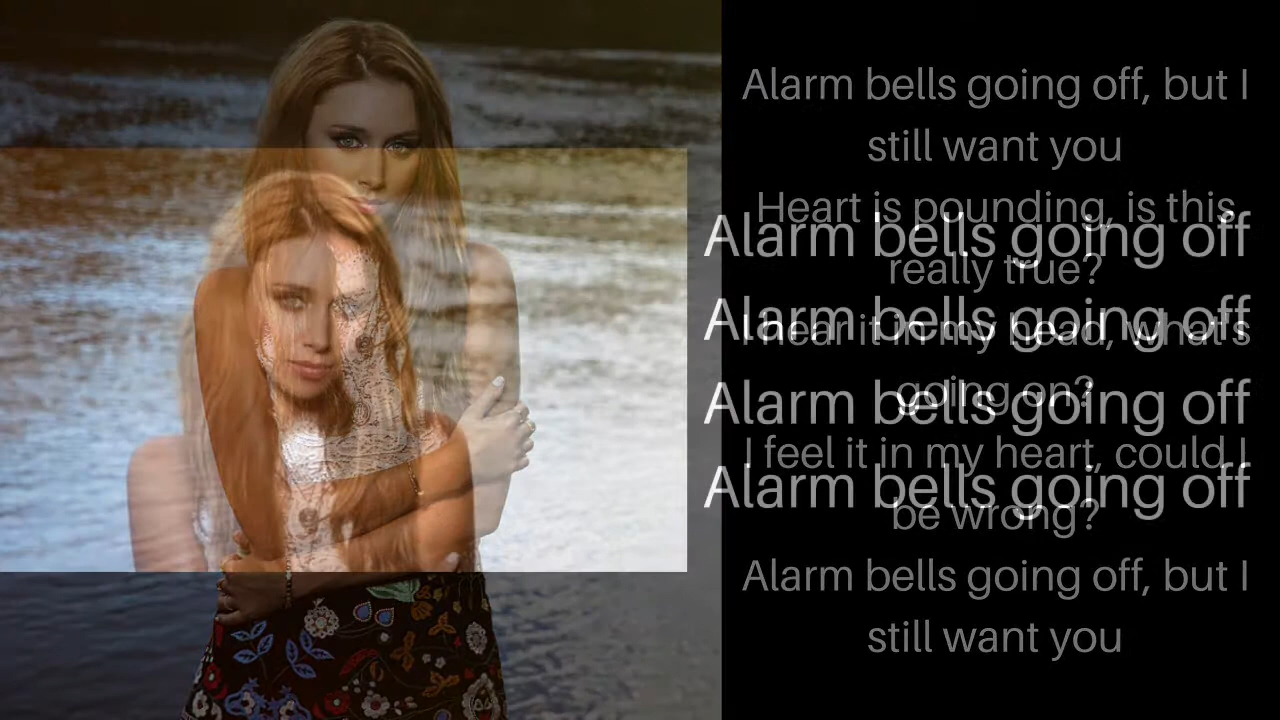 Alarm bells going off, but I
still want you
Heart is pounding, is this
really true?
I hear it in my head, what's
going on?
I feel it in my heart, could I
be wrong?
Alarm bells going off, but I
still want you
Alarm bells going off
Alarm bells going off
Alarm bells going off
Alarm bells going off